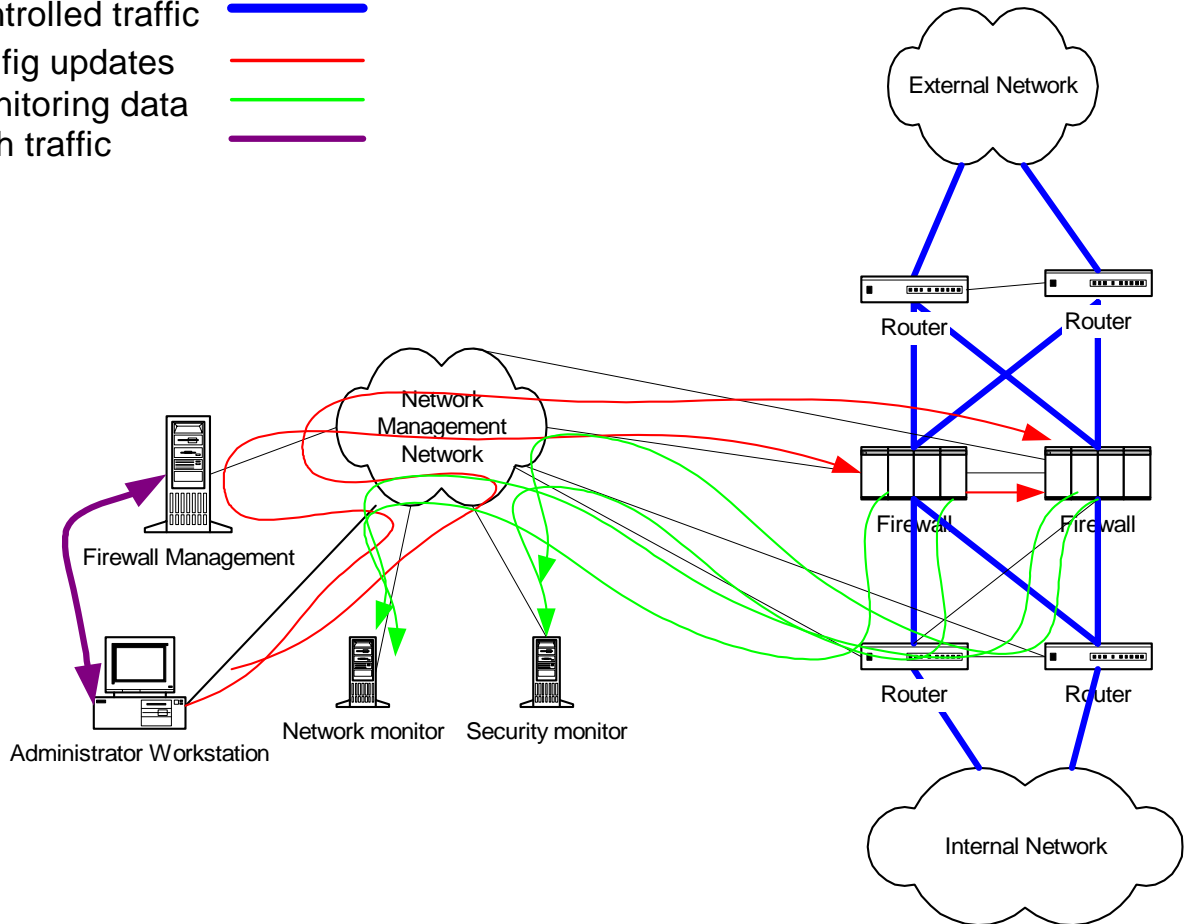 ntrolled traffic
fig updates
nitoring data
h traffic
External Network
Router
Router
Network
Management
Network
Firewall Management
Firewall
Firewall
Router
Router
Network monitor
Security monitor
Administrator Workstation
Internal Network